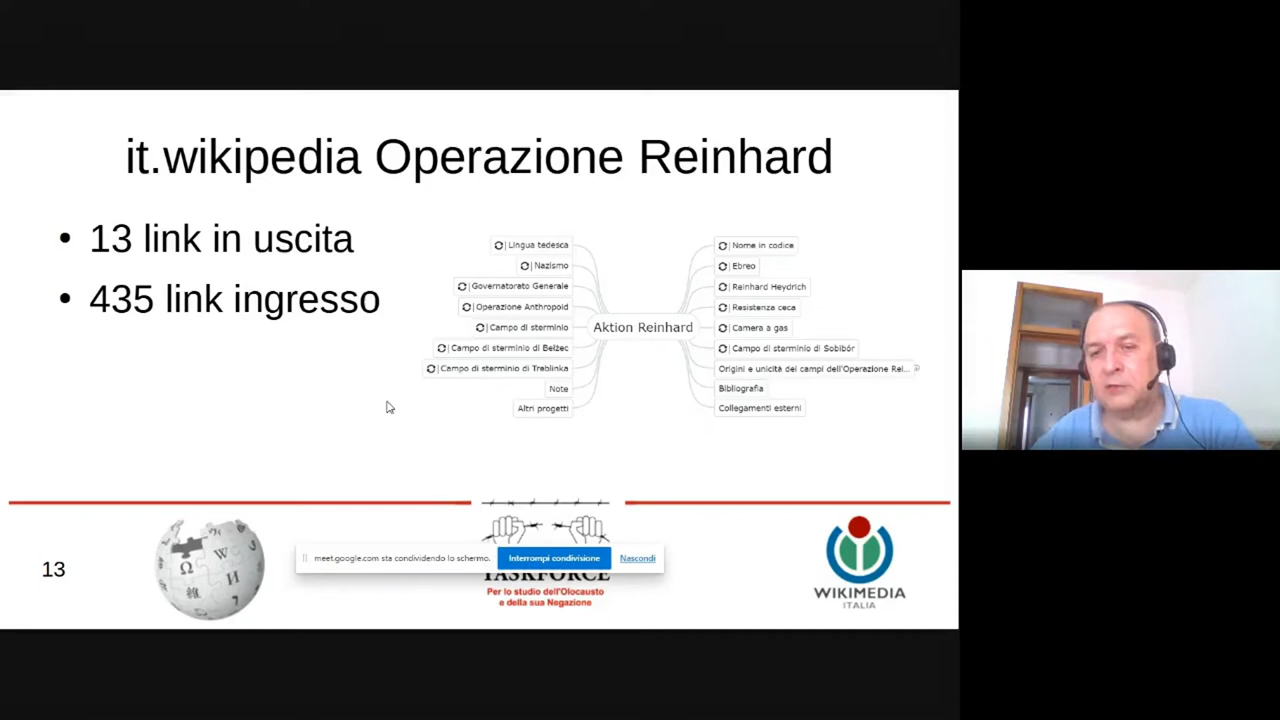 it.wikipedia Operazione Reinhard
• 13 link in uscita
• 435 link ingresso
Lingua tedesca
Nazismo
Governatorato Generale
Operazione Anthropoid
Campo di sterminio
Campo di sterminio di Bełżec
Campo di sterminio di Treblinka
Note
Altri progetti
Aktion Reinhard
Nome in codice
Ebreo
Reinhard Heydrich
Resistenza ceca
Camera a gas
Campo di sterminio di Sobibór
Origini e unicità dei campi dell'Operazione Rei...
Bibliografia
Collegamenti esterni
13
Ω W И
meet.google.com sta condividendo lo schermo. Interrompi condivisione Nascondi
TASKFORCE
Per lo studio dell'Olocausto
e della sua Negazione
WIKIMEDIA
ITALIA